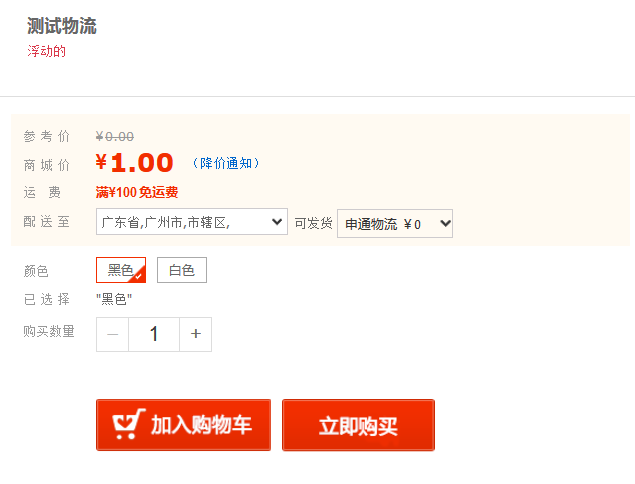 测试物流
浮动的
参 考 价 ¥0.00
商 城 价 ¥1.00 （降价通知）
运 费 满¥100免运费
配 送 至 广东省,广州市,市辖区, 可发货 申通物流 ￥0
颜色 黑色 白色
已 选 择 "黑色"
购买数量 － 1 +
加入购物车 立即购买